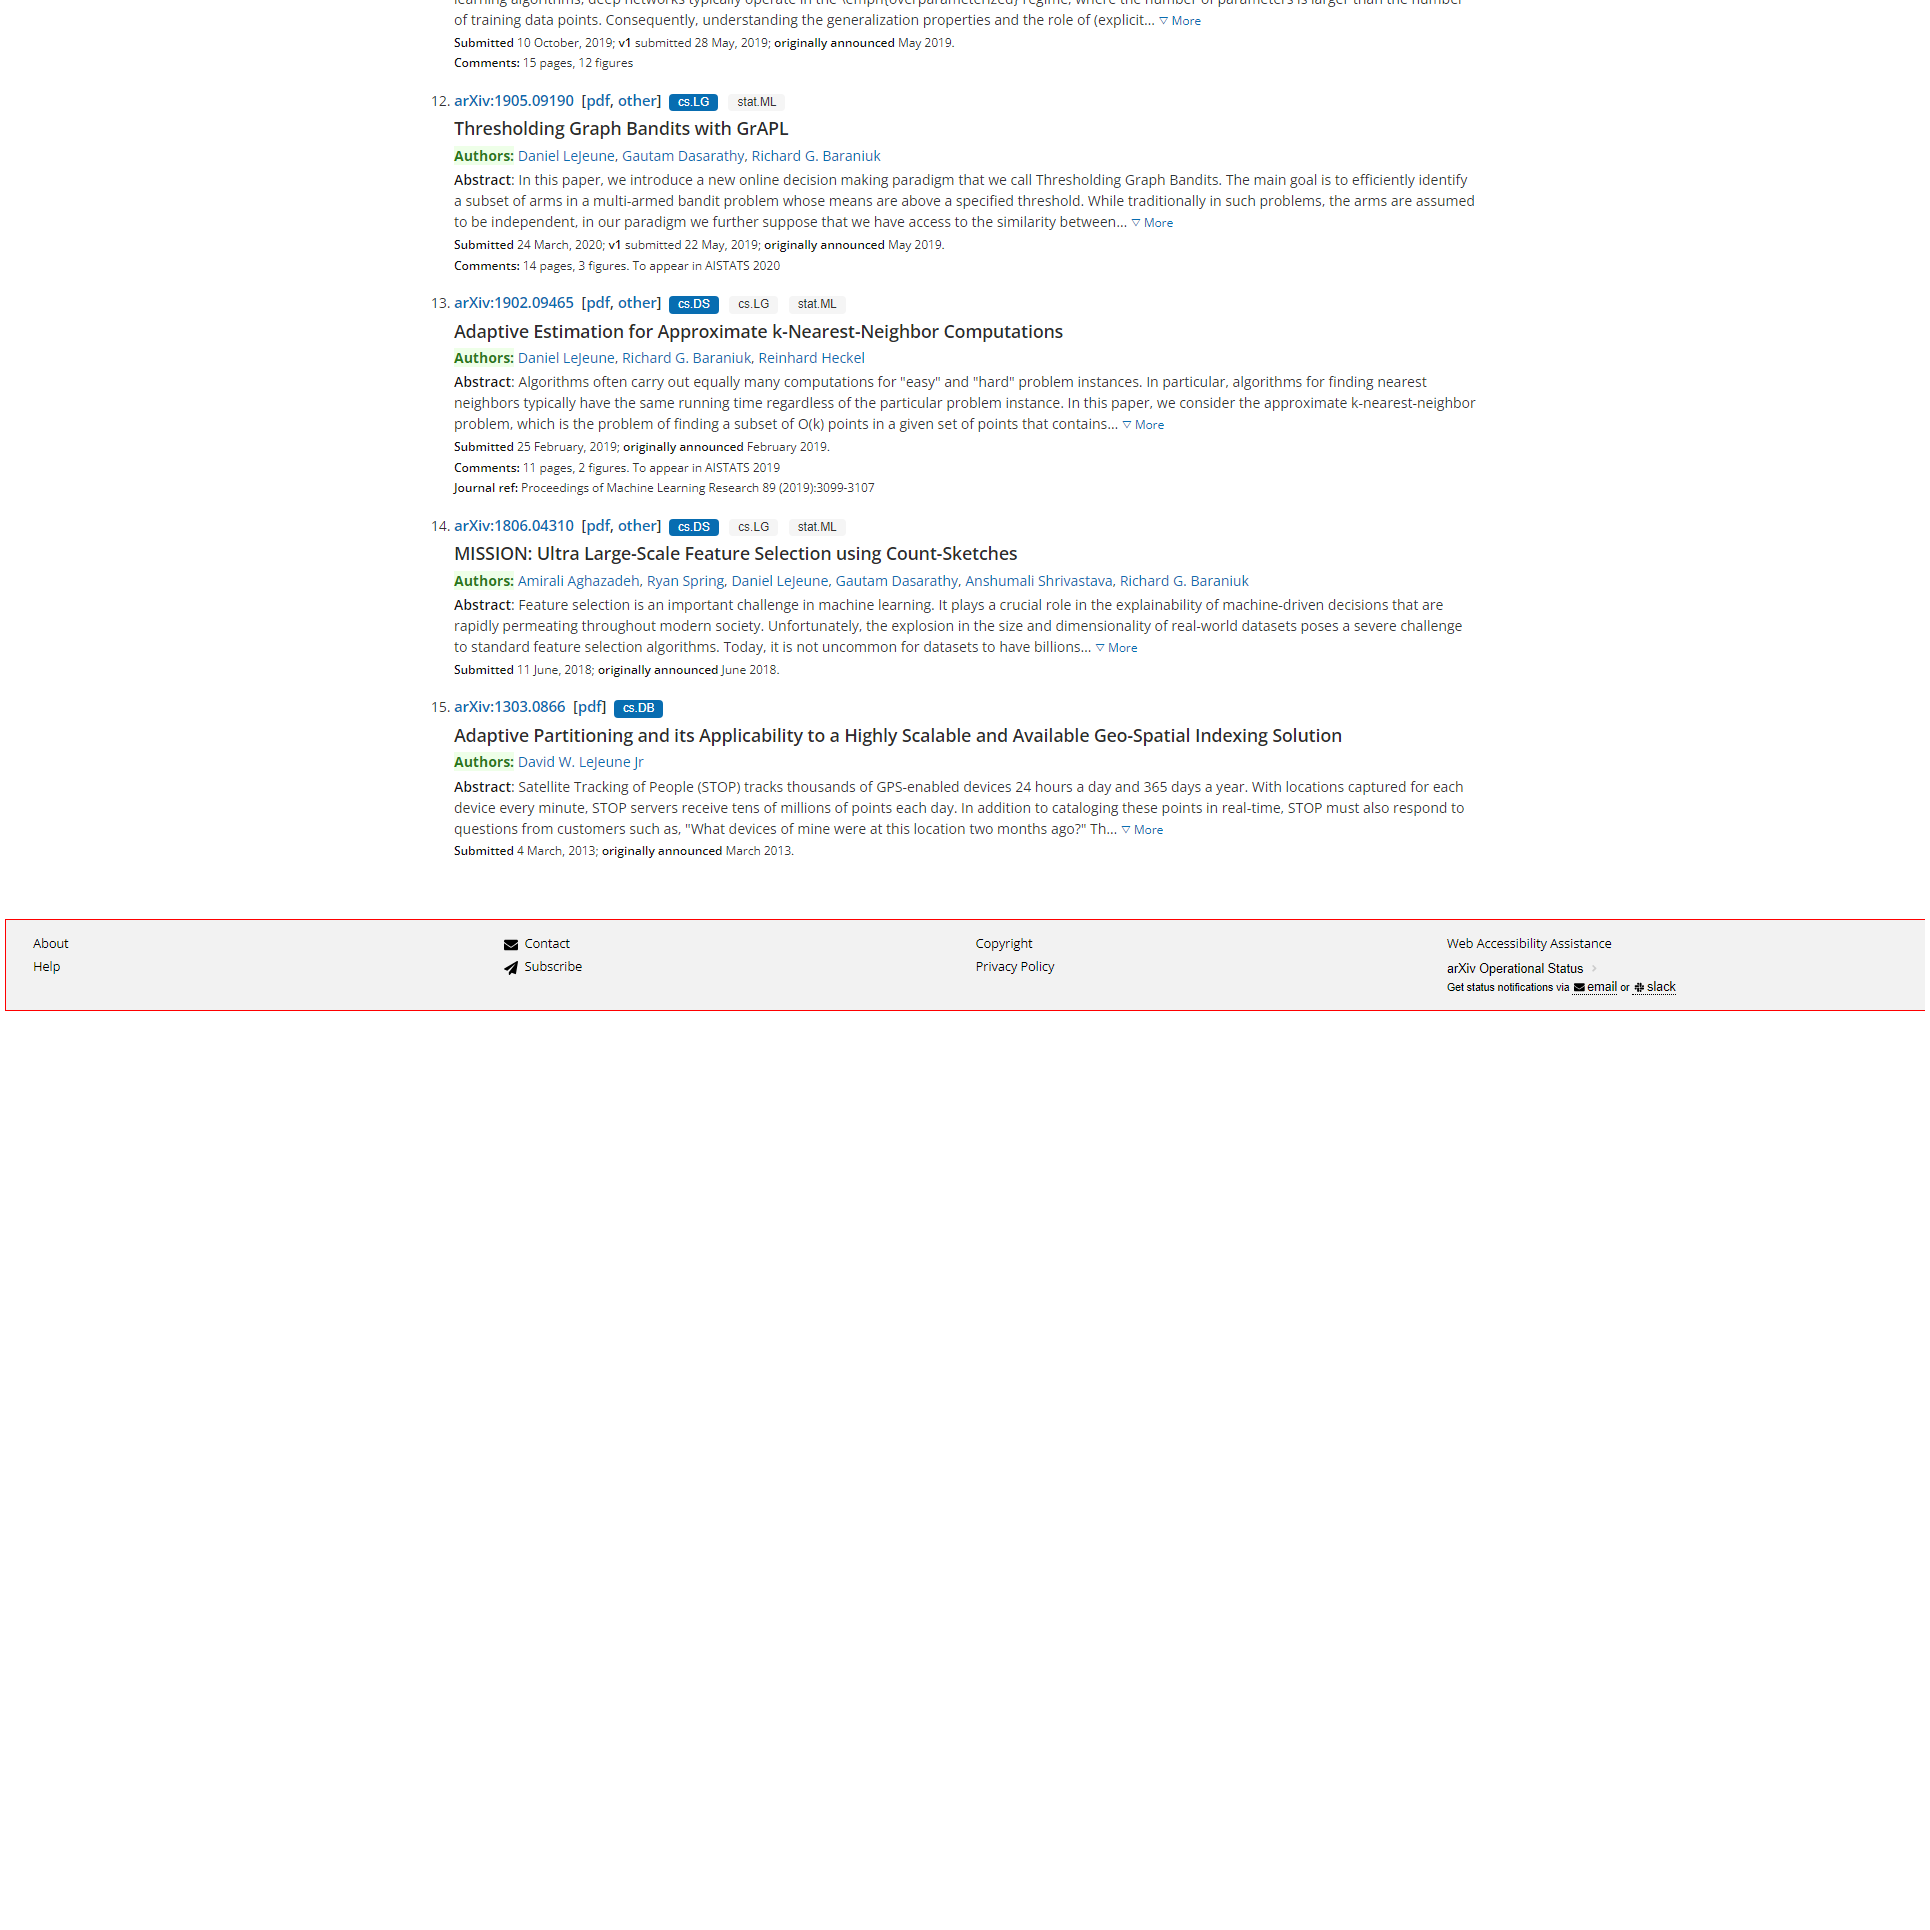 learning algorithms, deep networks typically operate in the \emph{overparameterized} regime, where the number of parameters is larger than the number
of training data points. Consequently, understanding the generalization properties and the role of (explicit... ▽ More
Submitted 10 October, 2019; v1 submitted 28 May, 2019; originally announced May 2019.
Comments: 15 pages, 12 figures
12. arXiv:1905.09190 [pdf, other] cs.LG stat.ML
Thresholding Graph Bandits with GrAPL
Authors: Daniel LeJeune, Gautam Dasarathy, Richard G. Baraniuk
Abstract: In this paper, we introduce a new online decision making paradigm that we call Thresholding Graph Bandits. The main goal is to efficiently identify
a subset of arms in a multi-armed bandit problem whose means are above a specified threshold. While traditionally in such problems, the arms are assumed
to be independent, in our paradigm we further suppose that we have access to the similarity between... ▽ More
Submitted 24 March, 2020; v1 submitted 22 May, 2019; originally announced May 2019.
Comments: 14 pages, 3 figures. To appear in AISTATS 2020
13. arXiv:1902.09465 [pdf, other] cs.DS cs.LG stat.ML
Adaptive Estimation for Approximate k-Nearest-Neighbor Computations
Authors: Daniel LeJeune, Richard G. Baraniuk, Reinhard Heckel
Abstract: Algorithms often carry out equally many computations for "easy" and "hard" problem instances. In particular, algorithms for finding nearest
neighbors typically have the same running time regardless of the particular problem instance. In this paper, we consider the approximate k-nearest-neighbor
problem, which is the problem of finding a subset of O(k) points in a given set of points that contains... ▽ More
Submitted 25 February, 2019; originally announced February 2019.
Comments: 11 pages, 2 figures. To appear in AISTATS 2019
Journal ref: Proceedings of Machine Learning Research 89 (2019):3099-3107
14. arXiv:1806.04310 [pdf, other] cs.DS cs.LG stat.ML
MISSION: Ultra Large-Scale Feature Selection using Count-Sketches
Authors: Amirali Aghazadeh, Ryan Spring, Daniel LeJeune, Gautam Dasarathy, Anshumali Shrivastava, Richard G. Baraniuk
Abstract: Feature selection is an important challenge in machine learning. It plays a crucial role in the explainability of machine-driven decisions that are
rapidly permeating throughout modern society. Unfortunately, the explosion in the size and dimensionality of real-world datasets poses a severe challenge
to standard feature selection algorithms. Today, it is not uncommon for datasets to have billions... ▽ More
Submitted 11 June, 2018; originally announced June 2018.
15. arXiv:1303.0866 [pdf] cs.DB
Adaptive Partitioning and its Applicability to a Highly Scalable and Available Geo-Spatial Indexing Solution
Authors: David W. LeJeune Jr
Abstract: Satellite Tracking of People (STOP) tracks thousands of GPS-enabled devices 24 hours a day and 365 days a year. With locations captured for each
device every minute, STOP servers receive tens of millions of points each day. In addition to cataloging these points in real-time, STOP must also respond to
questions from customers such as, "What devices of mine were at this location two months ago?" Th... ▽ More
Submitted 4 March, 2013; originally announced March 2013.
About
Help
Contact
Subscribe
Copyright
Privacy Policy
Web Accessibility Assistance
arXiv Operational Status
Get status notifications via email or slack